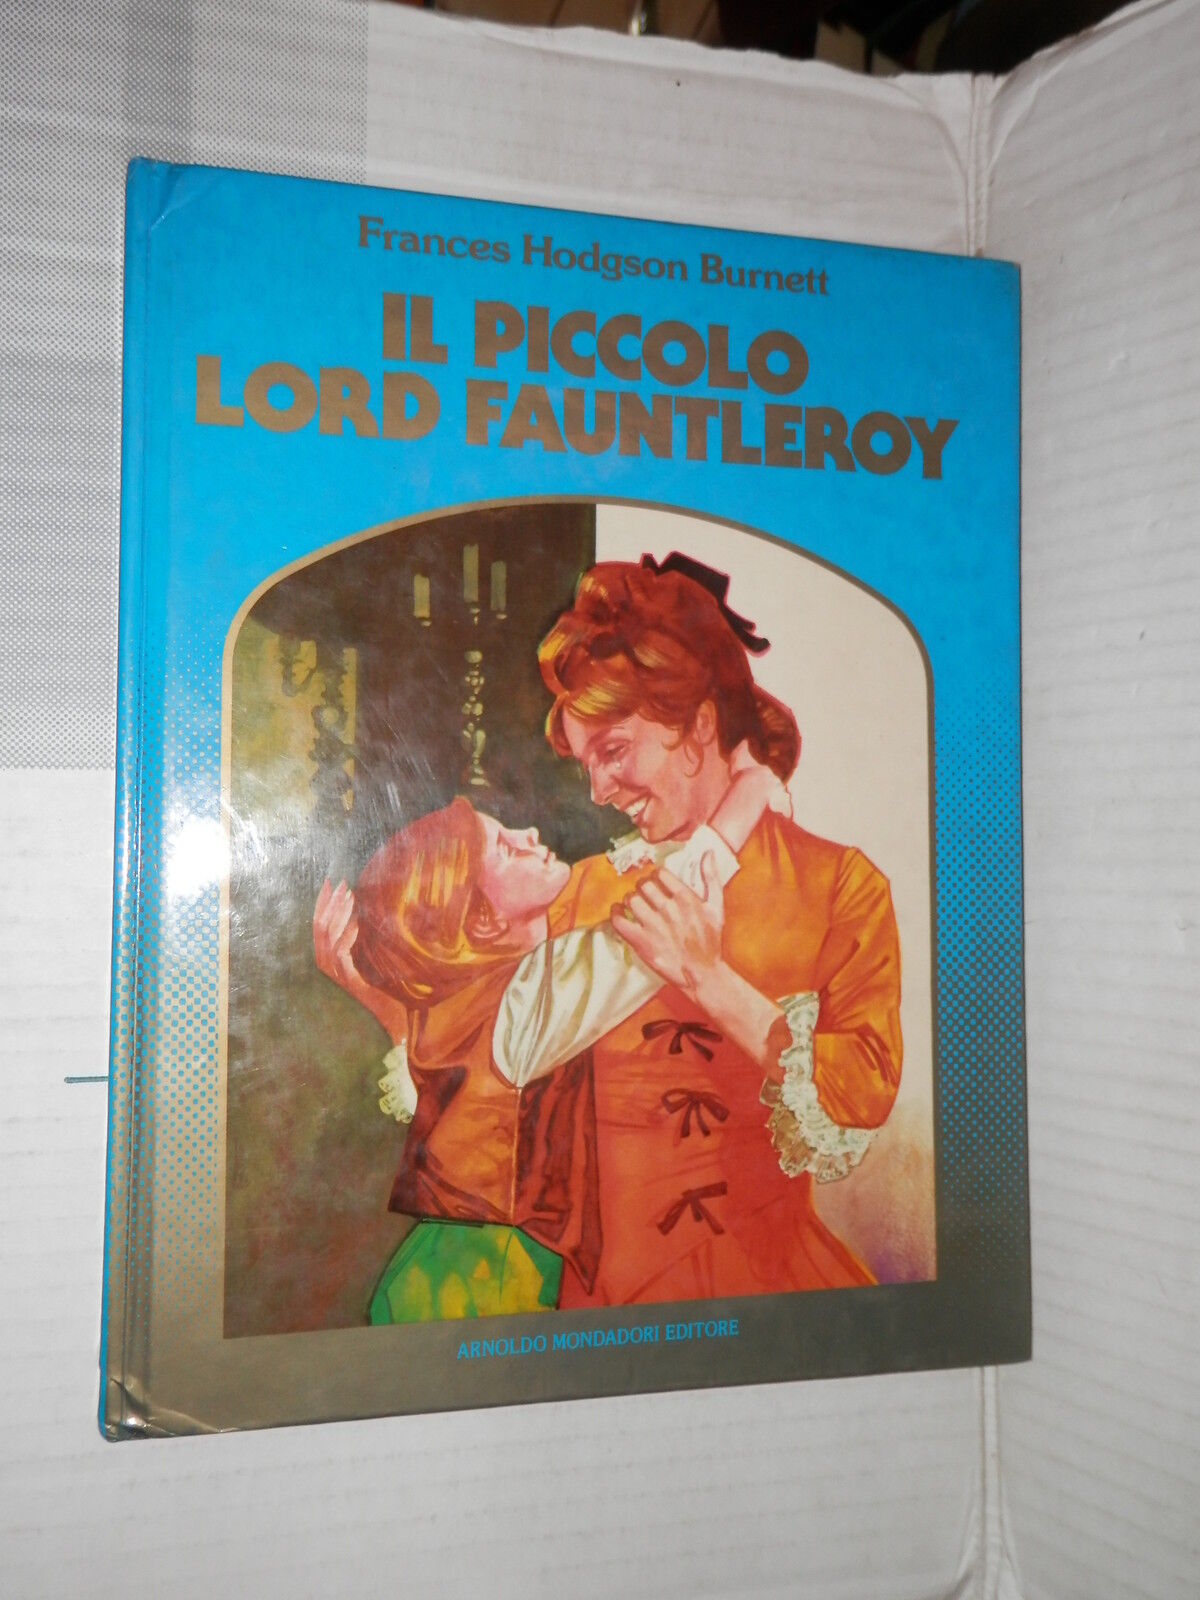 Frances Hodgson Burnett
IL PICCOLO
LORD FAUNTLEROY
ARNOLDO MONDADORI EDITORE